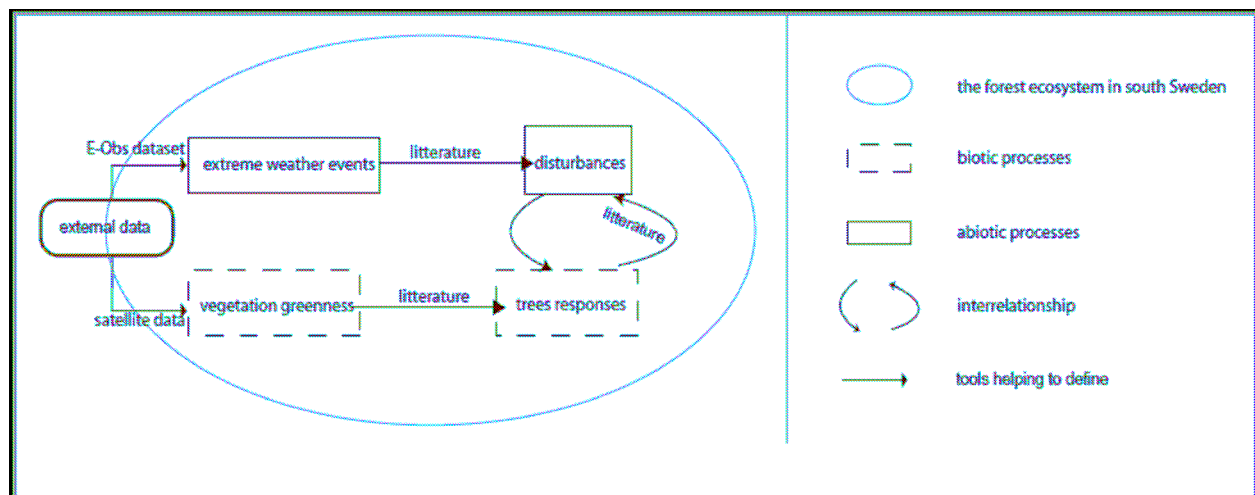 E-Obs dataset
extreme weather events
litterature
disturbances
external data
litterature
satellite data
vegetation greenness
litterature
trees responses
the forest ecosystem in south Sweden
biotic processes
abiotic processes
interrelationship
tools helping to define